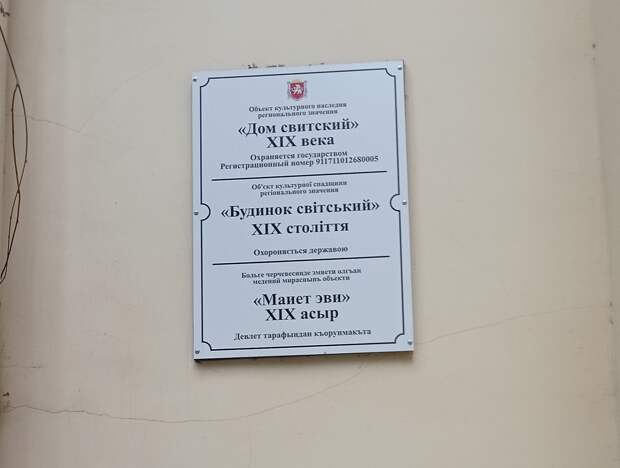 Объект культурного наследия
регионального значения
«Дом свитский»
XIX века
Охраняется государством
Регистрационный номер 911711012680005
Об'єкт культурної спадщини
регіонального значення
«Будинок світський»
XIX століття
Охороняється державою
Больге черчевесинде эмиети олгъан
медений мираснынъ объекти
«Маиет эви»
XIX асыр
Девлет тарафындан къорунмакъта